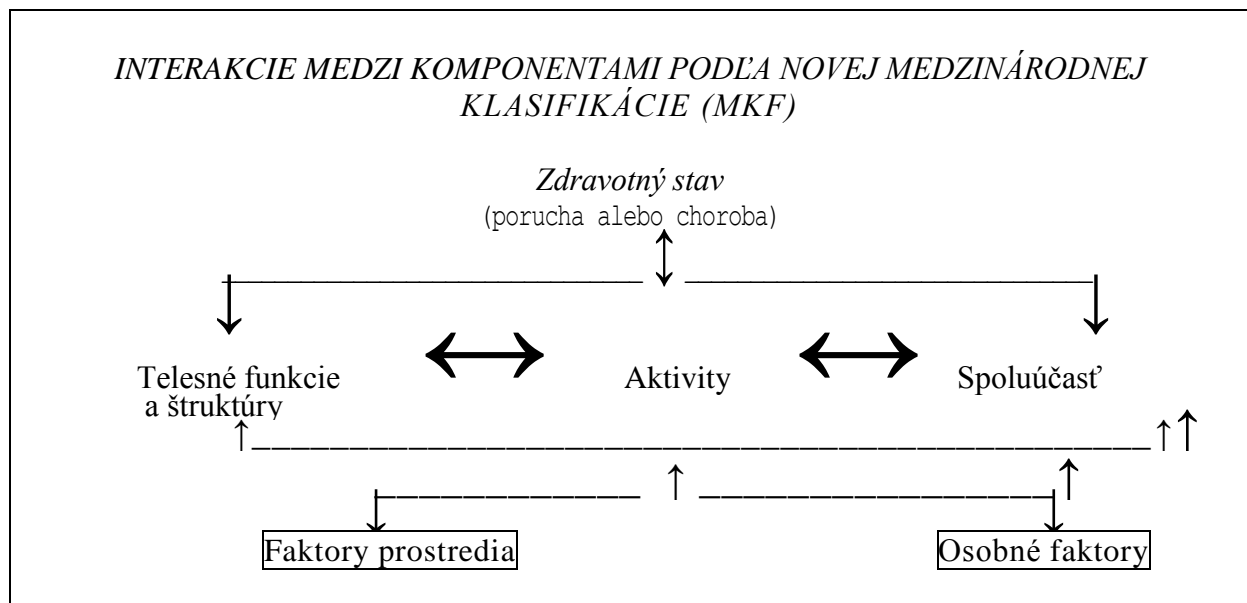 INTERAKCIE MEDZI KOMPONENTAMI PODĽA NOVEJ MEDZINÁRODNEJ
KLASIFIKÁCIE (MKF)
Zdravotný stav
(porucha alebo choroba)
Telesné funkcie
a štruktúry
Aktivity
Spoluúčasť
Faktory prostredia
Osobné faktory